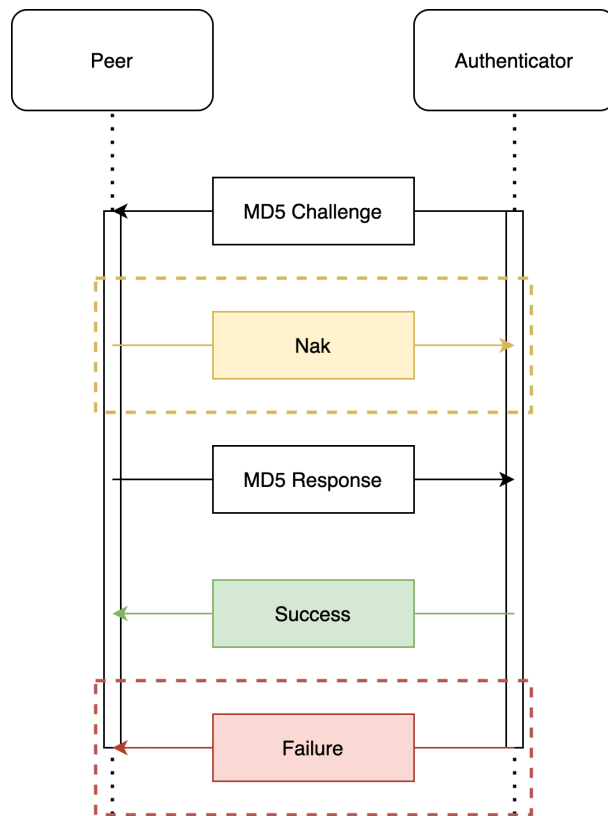 Peer
Authenticator
MD5 Challenge
Nak
MD5 Response
Success
Failure